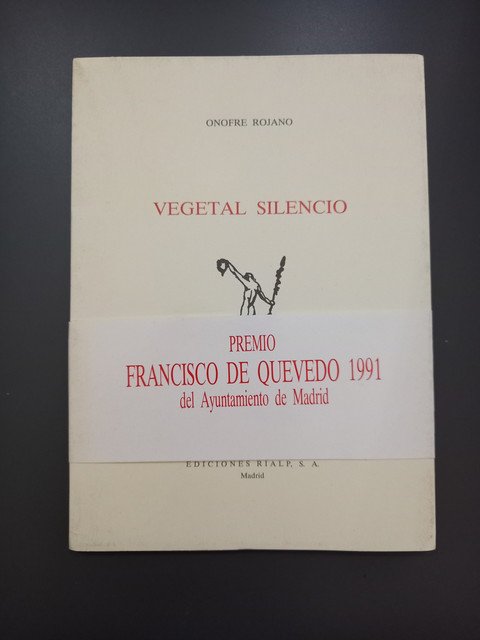 ONOFRE ROJANO
VEGETAL SILENCIO
PREMIO
FRANCISCO DE QUEVEDO 1991
del Ayuntamiento de Madrid
EDICIONES RIALP, S. A.
Madrid